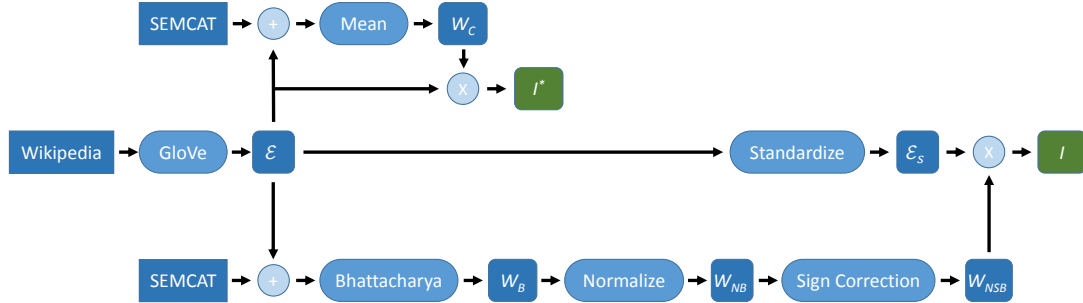 SEMCAT + Mean W_C
X I*
Wikipedia GloVe ℰ Standardize ℰ_S X I
SEMCAT + Bhattacharya W_B Normalize W_NB Sign Correction W_NSB